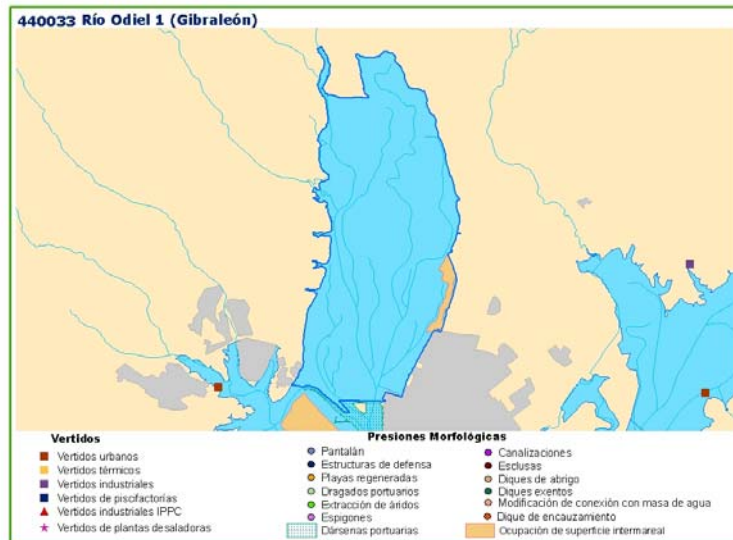 440033 Río Odiel 1 (Gibraleón)
Vertidos
Vertidos urbanos
Vertidos térmicos
Vertidos industriales
Vertidos de piscifactorías
Vertidos industriales IPPC
Vertidos de plantas desaladoras
Presiones Morfológicas
Pantalán
Estructuras de defensa
Playas regeneradas
Dragados portuarios
Extracción de áridos
Espigones
Dársenas portuarias
Canalizaciones
Esclusas
Diques de abrigo
Diques exentos
Modificación de conexión con masa de agua
Dique de encauzamiento
Ocupación de superficie intermareal